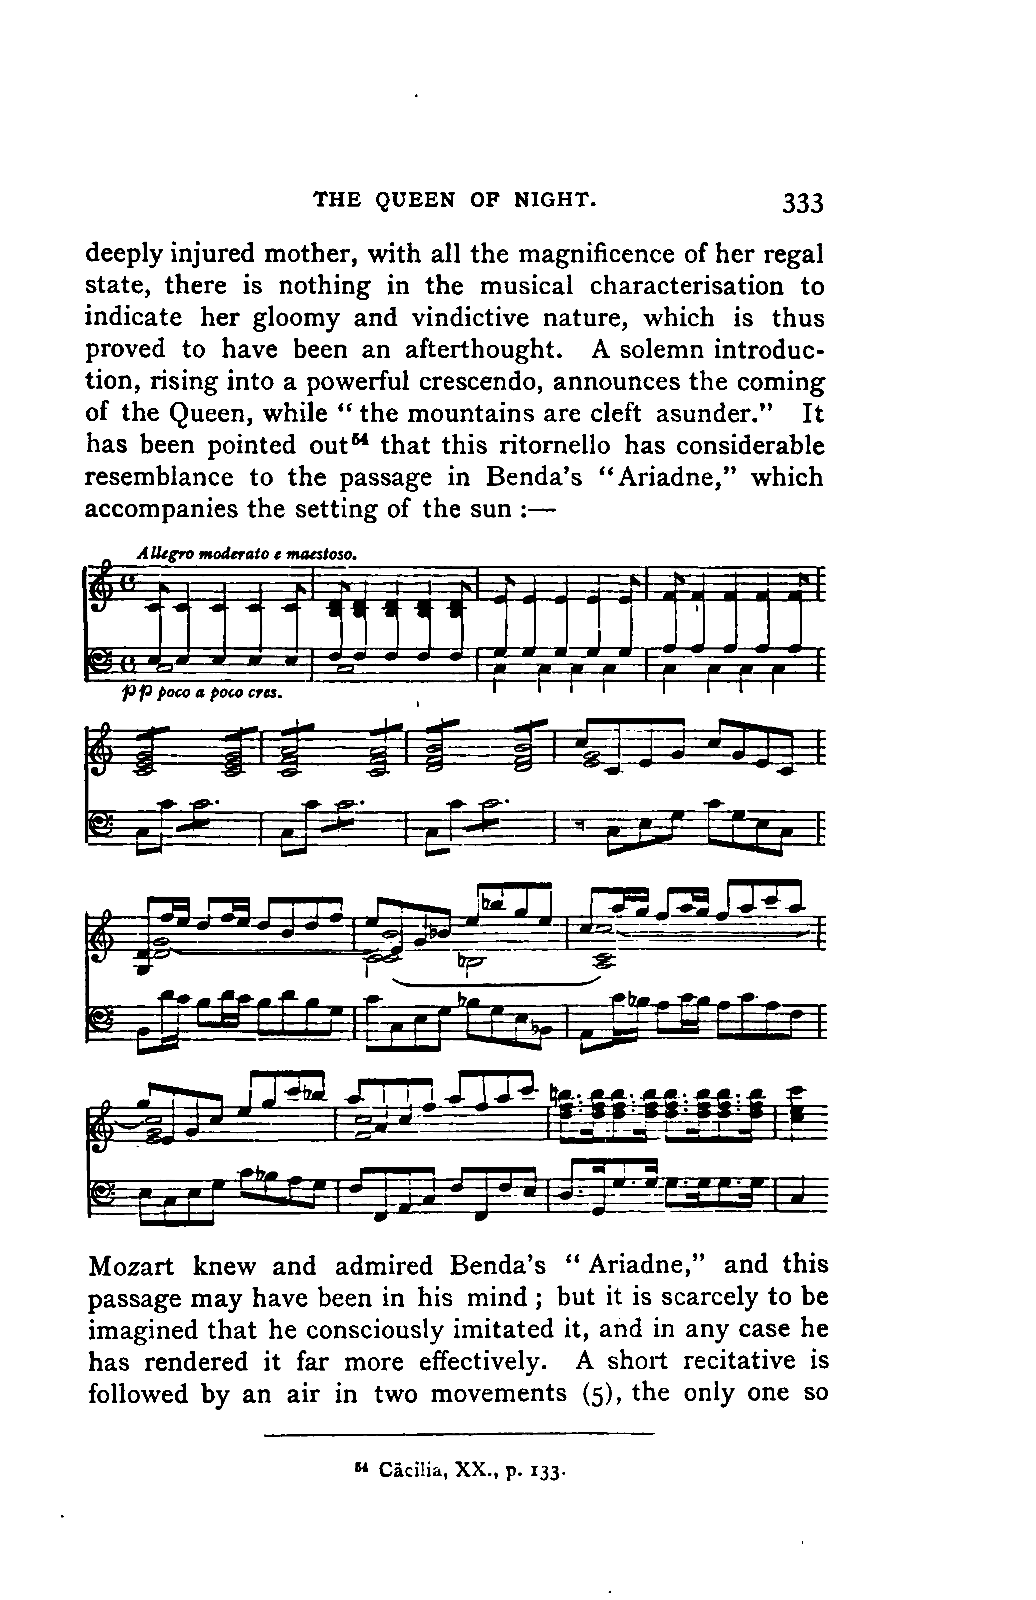 THE QUEEN OF NIGHT. 333
deeply injured mother, with all the magnificence of her regal
state, there is nothing in the musical characterisation to
indicate her gloomy and vindictive nature, which is thus
proved to have been an afterthought. A solemn introduc-
tion, rising into a powerful crescendo, announces the coming
of the Queen, while “the mountains are cleft asunder.” It
has been pointed out⁵⁴ that this ritornello has considerable
resemblance to the passage in Benda's “Ariadne,” which
accompanies the setting of the sun :—
Allegro moderato e maestoso.
pp poco a poco cres.
Mozart knew and admired Benda's “Ariadne,” and this
passage may have been in his mind; but it is scarcely to be
imagined that he consciously imitated it, and in any case he
has rendered it far more effectively. A short recitative is
followed by an air in two movements (5), the only one so
⁵⁴ Cäcilia, XX., p. 133.